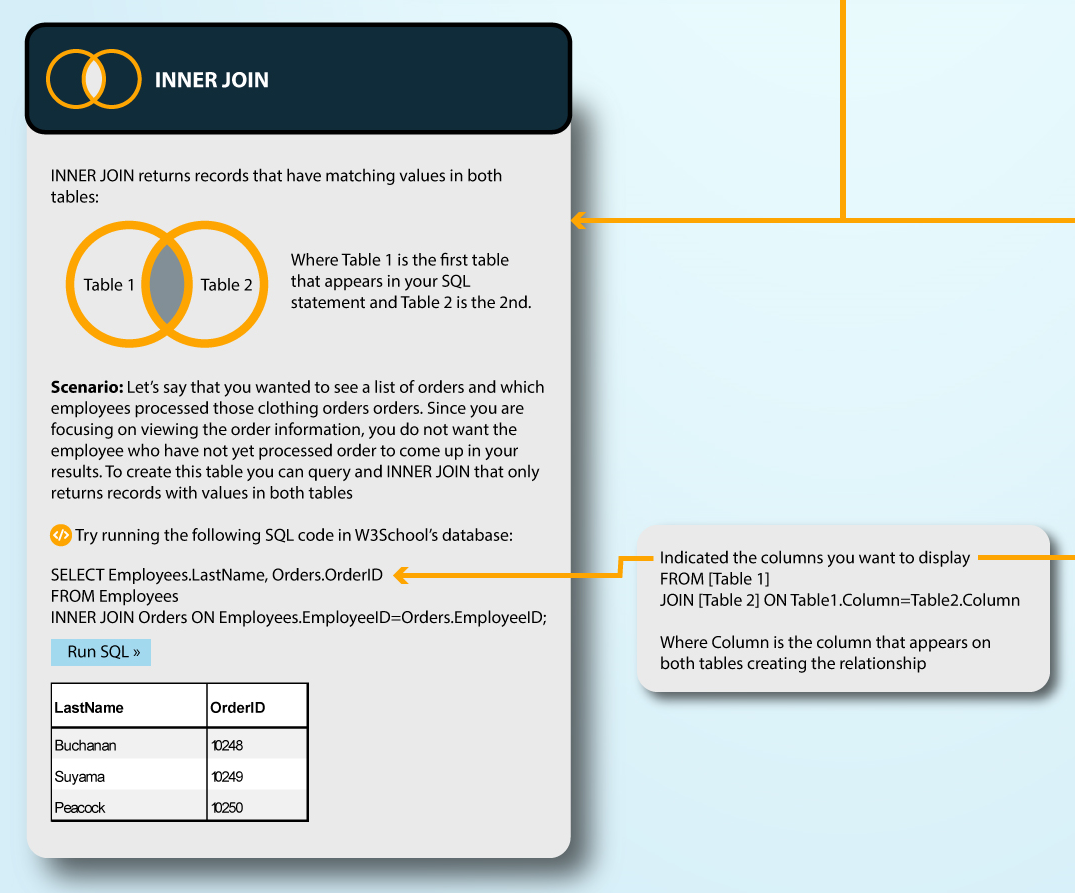 INNER JOIN
INNER JOIN returns records that have matching values in both
tables:
Table 1
Table 2
Where Table 1 is the first table
that appears in your SQL
statement and Table 2 is the 2nd.
Scenario: Let's say that you wanted to see a list of orders and which
employees processed those clothing orders orders. Since you are
focusing on viewing the order information, you do not want the
employee who have not yet processed order to come up in your
results. To create this table you can query and INNER JOIN that only
returns records with values in both tables
</> Try running the following SQL code in W3School's database:
SELECT Employees.LastName, Orders.OrderID
FROM Employees
INNER JOIN Orders ON Employees.EmployeeID=Orders.EmployeeID;
Run SQL »
LastName OrderID
Buchanan 10248
Suyama 10249
Peacock 10250
Indicated the columns you want to display
FROM [Table 1]
JOIN [Table 2] ON Table1.Column=Table2.Column
Where Column is the column that appears on
both tables creating the relationship